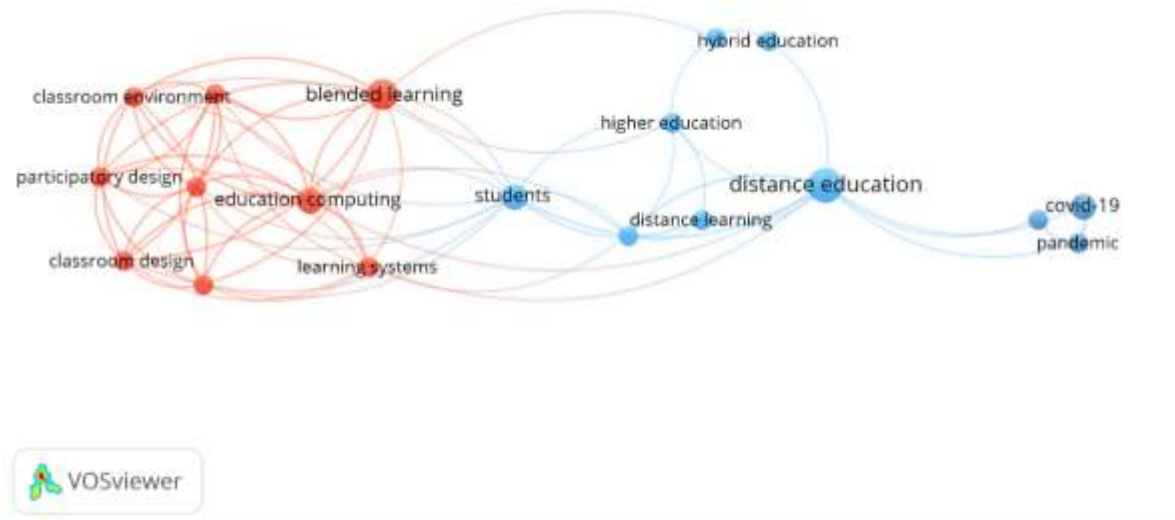 hybrid education
classroom environment
blended learning
higher education
participatory design
education computing
students
distance education
distance learning
covid-19
pandemic
classroom design
learning systems
VOSviewer